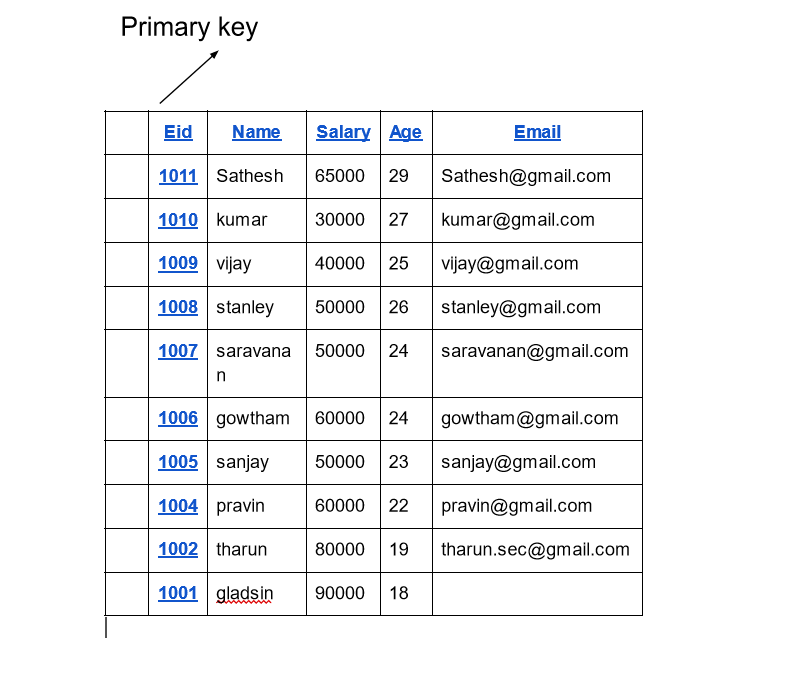 Primary key
Eid Name Salary Age Email
1011 Sathesh 65000 29 Sathesh@gmail.com
1010 kumar 30000 27 kumar@gmail.com
1009 vijay 40000 25 vijay@gmail.com
1008 stanley 50000 26 stanley@gmail.com
1007 saravana 50000 24 saravanan@gmail.com
n
1006 gowtham 60000 24 gowtham@gmail.com
1005 sanjay 50000 23 sanjay@gmail.com
1004 pravin 60000 22 pravin@gmail.com
1002 tharun 80000 19 tharun.sec@gmail.com
1001 gladsin 90000 18